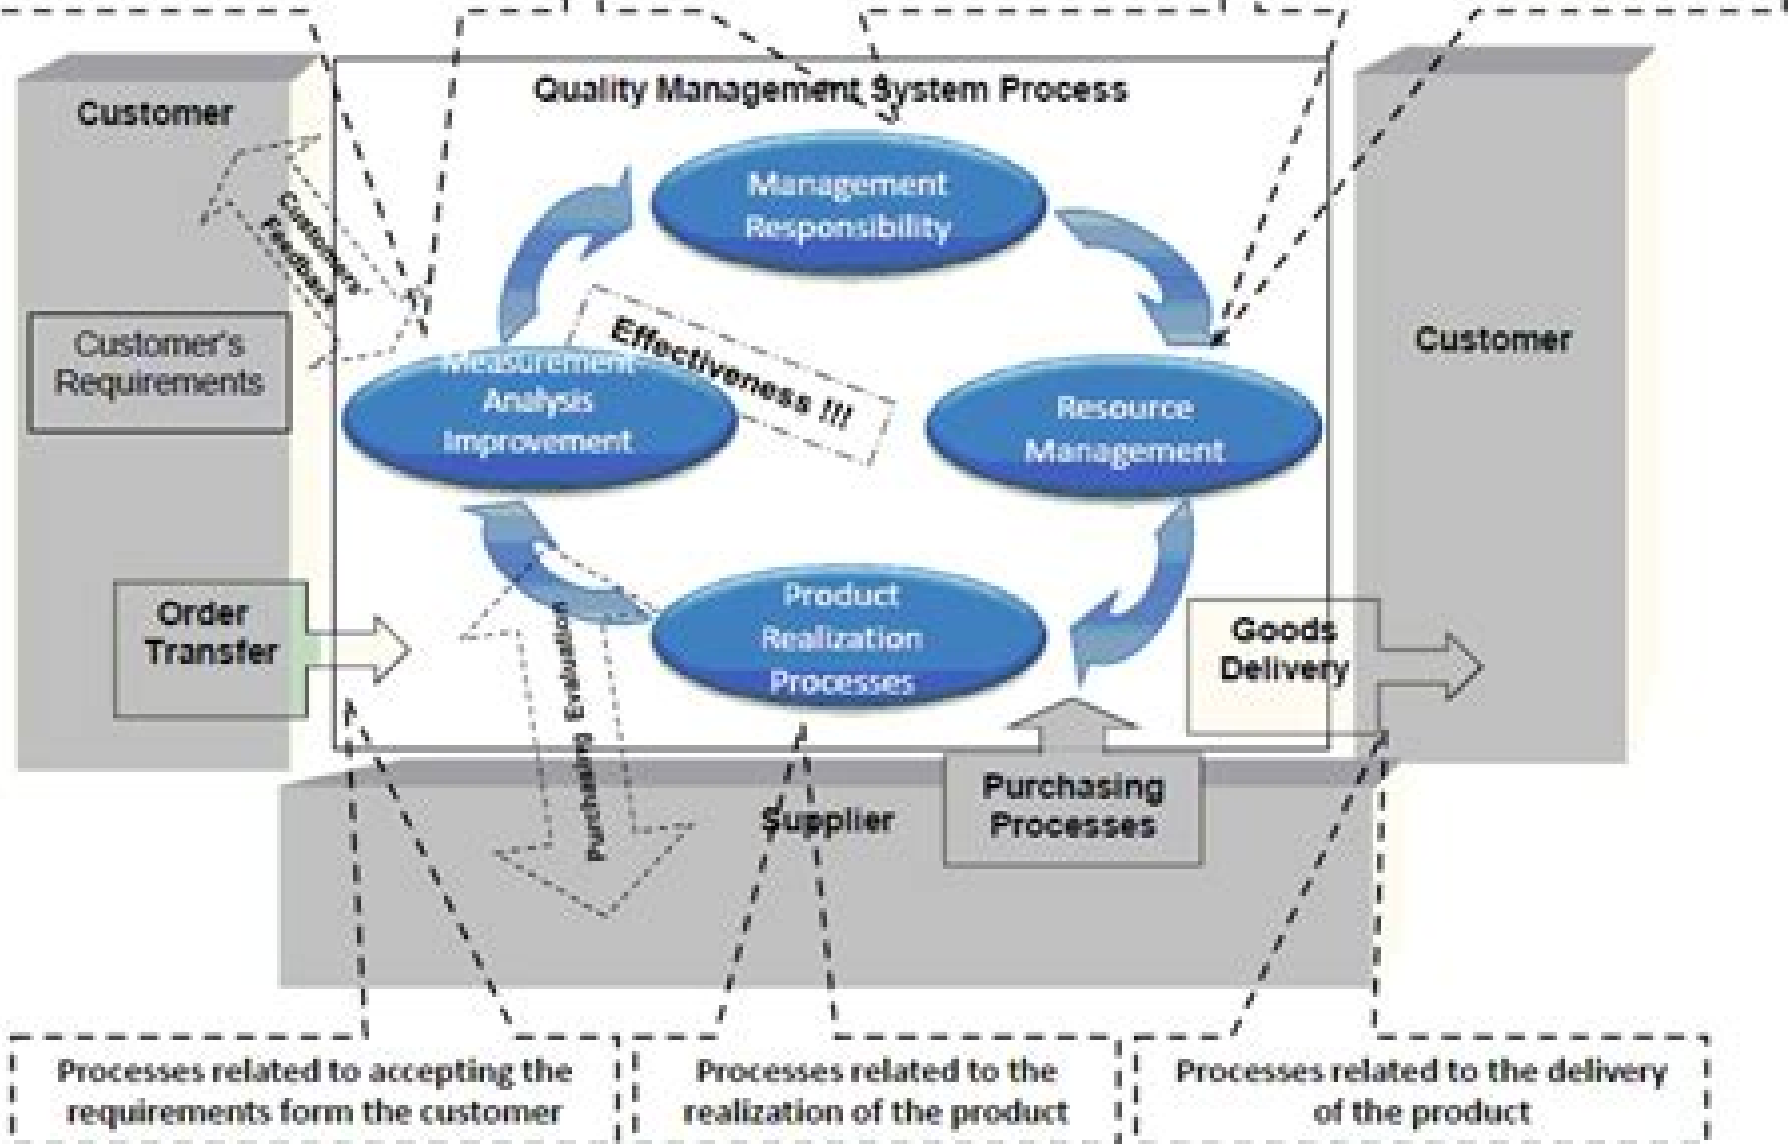 Quality Management System Process
Customer
Customers'
Feedback
Customer's
Requirements
Management
Responsibility
Effectiveness !!!
Measurement
Analysis
Improvement
Resource
Management
Customer
Order
Transfer
Product
Realization
Processes
Goods
Delivery
Purchasing Evaluation
Supplier
Purchasing
Processes
Processes related to accepting the
requirements form the customer
Processes related to the
realization of the product
Processes related to the delivery
of the product